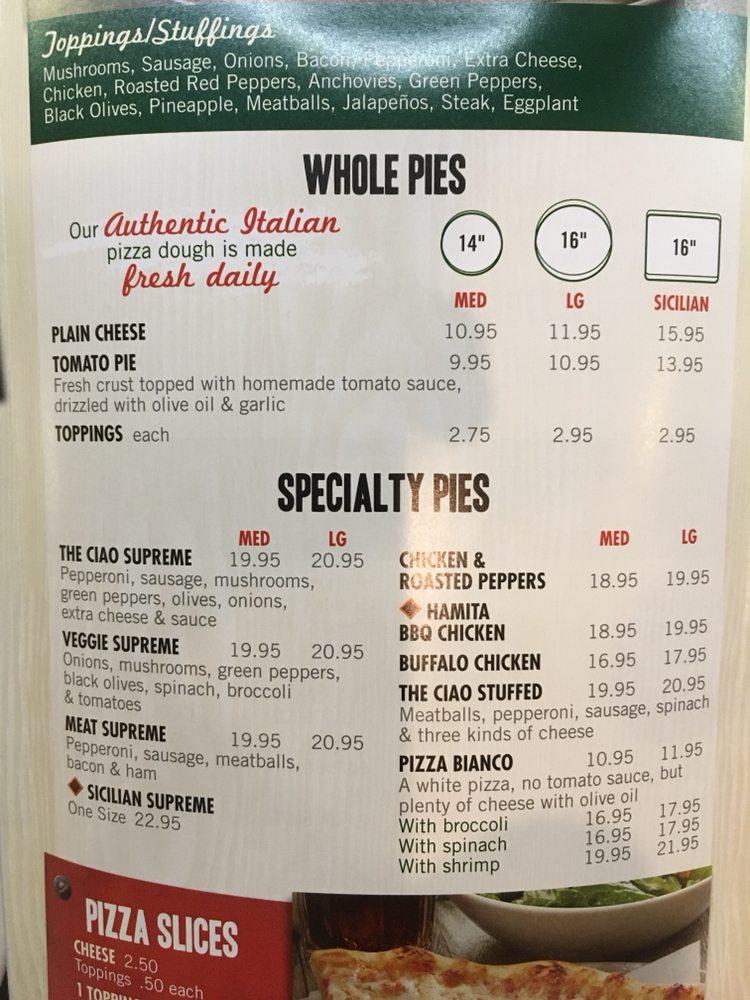 Toppings/Stuffings
Mushrooms, Sausage, Onions, Bacon, Pepperoni, Extra Cheese,
Chicken, Roasted Red Peppers, Anchovies, Green Peppers,
Black Olives, Pineapple, Meatballs, Jalapeños, Steak, Eggplant
WHOLE PIES
Our Authentic Italian
pizza dough is made
fresh daily
14" 16" 16"
MED LG SICILIAN
PLAIN CHEESE 10.95 11.95 15.95
TOMATO PIE 9.95 10.95 13.95
Fresh crust topped with homemade tomato sauce,
drizzled with olive oil & garlic
TOPPINGS each 2.75 2.95 2.95
SPECIALTY PIES
MED LG
THE CIAO SUPREME 19.95 20.95
Pepperoni, sausage, mushrooms,
green peppers, olives, onions,
extra cheese & sauce
VEGGIE SUPREME 19.95 20.95
Onions, mushrooms, green peppers,
black olives, spinach, broccoli
& tomatoes
MEAT SUPREME 19.95 20.95
Pepperoni, sausage, meatballs,
bacon & ham
SICILIAN SUPREME
One Size 22.95
MED LG
CHICKEN &
ROASTED PEPPERS 18.95 19.95
HAMITA
BBQ CHICKEN 18.95 19.95
BUFFALO CHICKEN 16.95 17.95
THE CIAO STUFFED 19.95 20.95
Meatballs, pepperoni, sausage, spinach
& three kinds of cheese
PIZZA BIANCO 10.95 11.95
A white pizza, no tomato sauce, but
plenty of cheese with olive oil
With broccoli 16.95 17.95
With spinach 16.95 17.95
With shrimp 19.95 21.95
PIZZA SLICES
CHEESE 2.50
Toppings .50 each